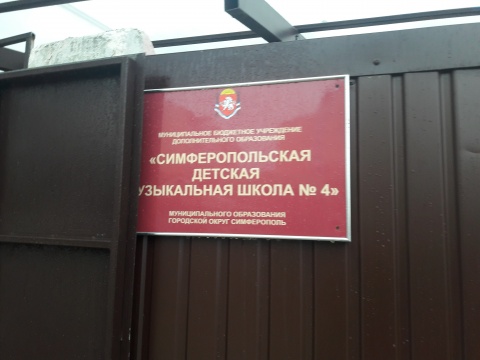 МУНИЦИПАЛЬНОЕ БЮДЖЕТНОЕ УЧРЕЖДЕНИЕ
ДОПОЛНИТЕЛЬНОГО ОБРАЗОВАНИЯ
«СИМФЕРОПОЛЬСКАЯ
ДЕТСКАЯ
УЗЫКАЛЬНАЯ ШКОЛА № 4»
МУНИЦИПАЛЬНОГО ОБРАЗОВАНИЯ
ГОРОДСКОЙ ОКРУГ СИМФЕРОПОЛЬ